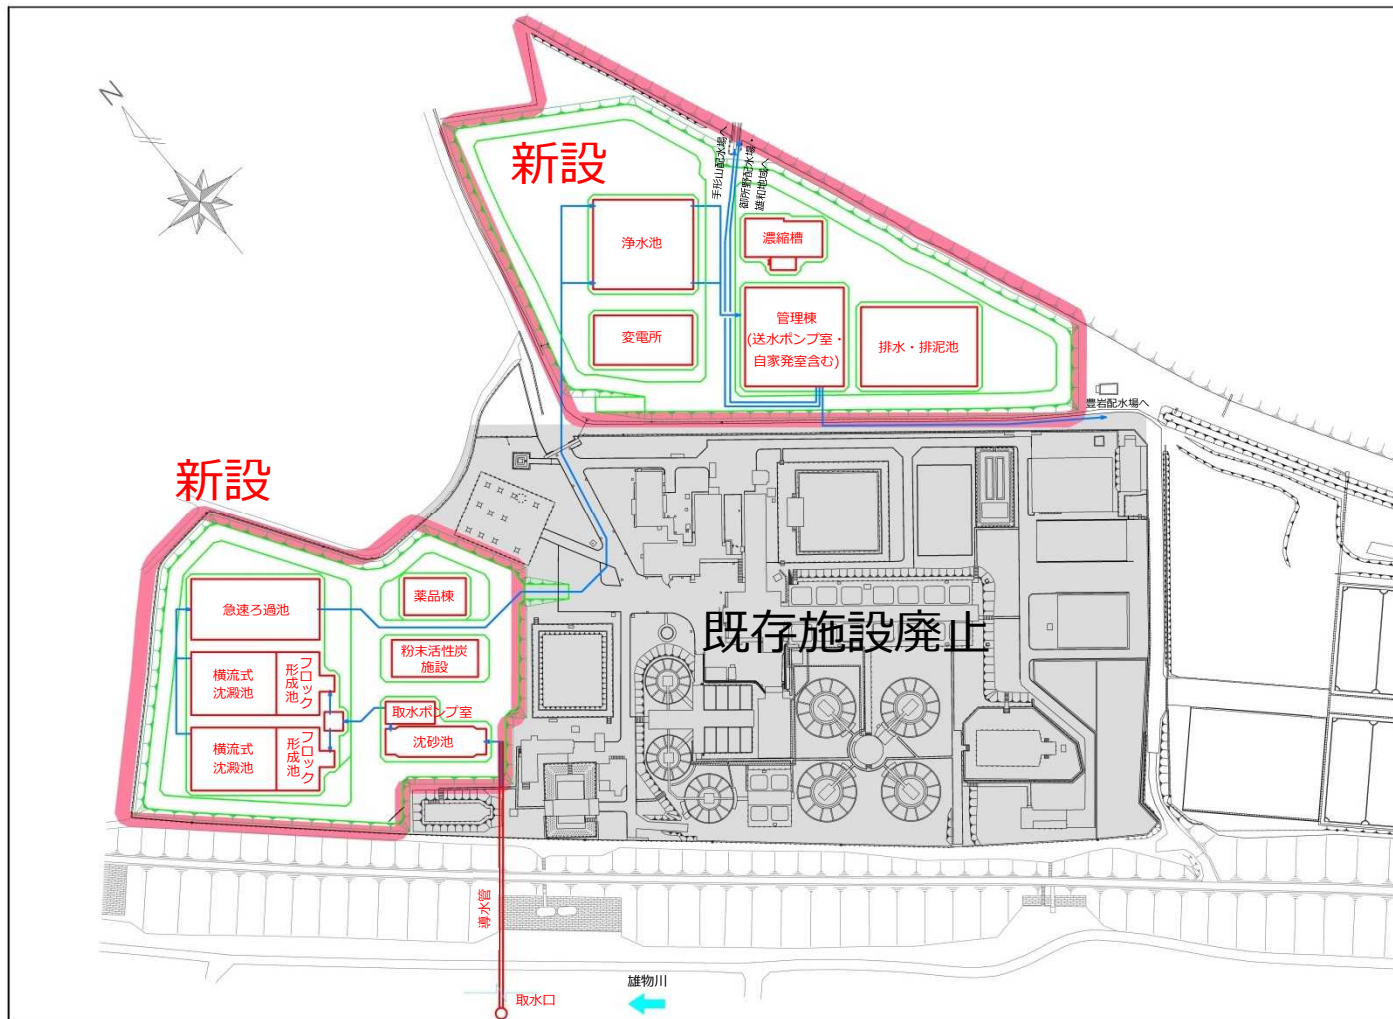 N
新設
手形山配水場へ
御所野配水場・
雄和地域へ
浄水池
濃縮槽
変電所
管理棟
(送水ポンプ室・
自家発室含む)
排水・排泥池
豊岩配水場へ
新設
急速ろ過池
薬品棟
粉末活性炭
施設
横流式
沈澱池
フロック
形成池
取水ポンプ室
沈砂池
横流式
沈澱池
フロック
形成池
既存施設廃止
導水管
取水口
雄物川